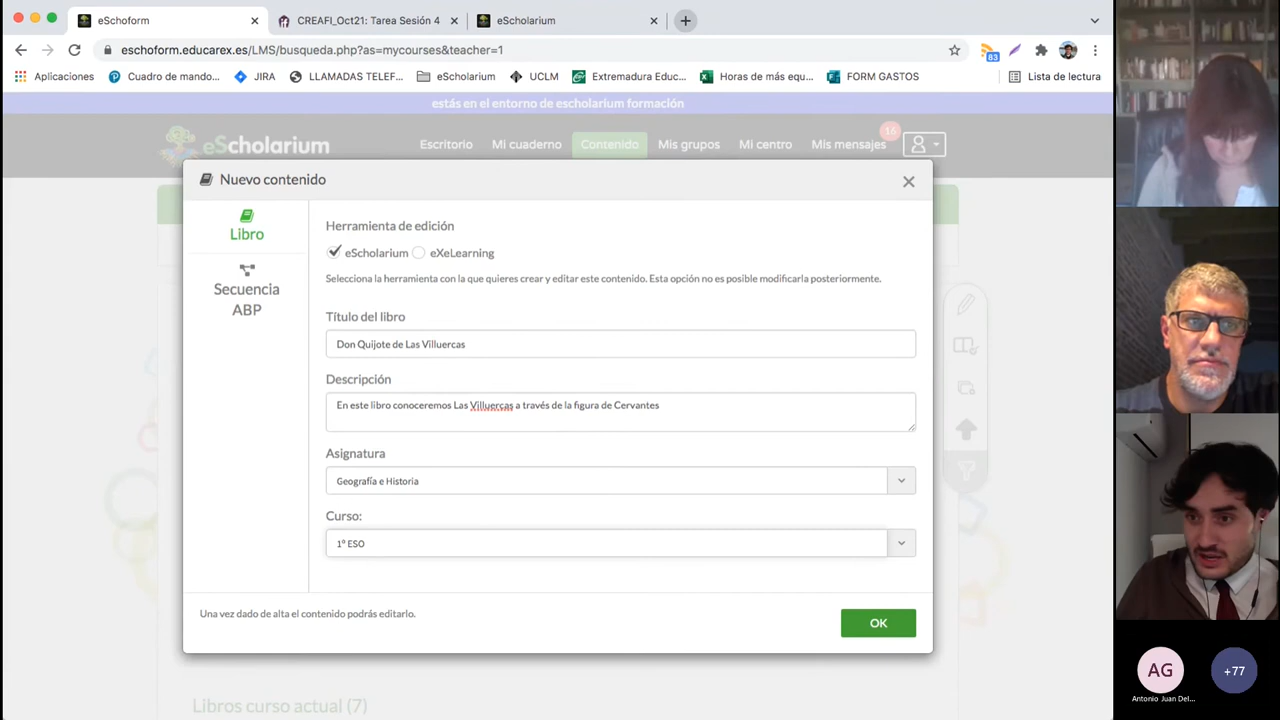 eSchoform
CREAFI_Oct21: Tarea Sesión 4
eScholarium
eschoform.educarex.es/LMS/busqueda.php?as=mycourses&teacher=1
83
Aplicaciones
Cuadro de mando...
JIRA
LLAMADAS TELEF...
eScholarium
UCLM
Extremadura Educ...
Horas de más equ...
FORM GASTOS
Lista de lectura
estás en el entorno de escholarium formación
eScholarium
Escritorio
Mi cuaderno
Contenido
Mis grupos
Mi centro
Mis mensajes
16
Nuevo contenido
Libro
Secuencia
ABP
Herramienta de edición
eScholarium
eXeLearning
Selecciona la herramienta con la que quieres crear y editar este contenido. Esta opción no es posible modificarla posteriormente.
Título del libro
Don Quijote de Las Villuercas
Descripción
En este libro conoceremos Las Villuercas a través de la figura de Cervantes
Asignatura
Geografía e Historia
Curso:
1º ESO
Una vez dado de alta el contenido podrás editarlo.
OK
Libros curso actual (7)
AG
+77
Antonio Juan Del...